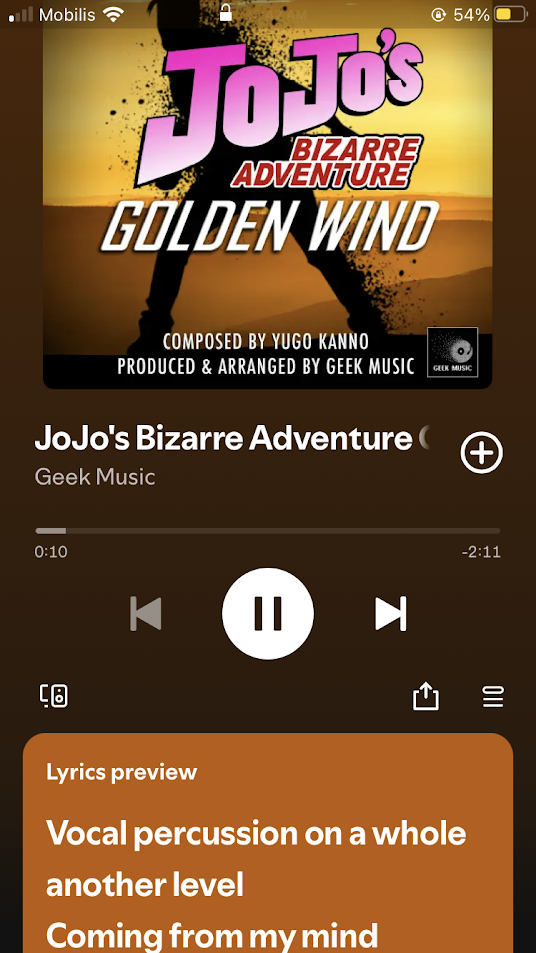 Mobilis
54%
JoJo's
BIZARRE
ADVENTURE
GOLDEN WIND
COMPOSED BY YUGO KANNO
PRODUCED & ARRANGED BY GEEK MUSIC
GEEK MUSIC
JoJo's Bizarre Adventure
Geek Music
0:10
-2:11
Lyrics preview
Vocal percussion on a whole
another level
Coming from my mind